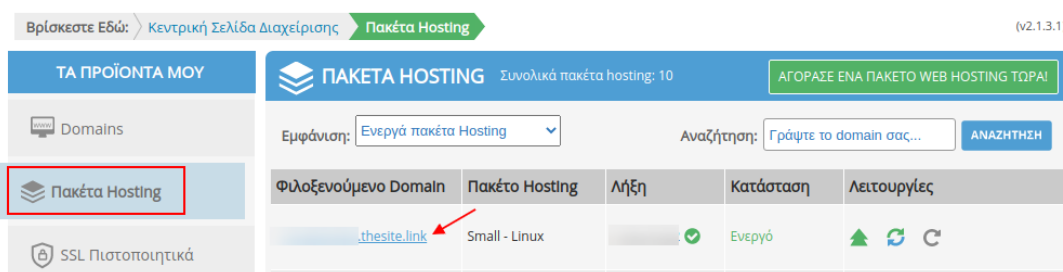 Βρίσκεστε Εδώ: Κεντρική Σελίδα Διαχείρισης Πακέτα Hosting (v2.1.3.1
ΤΑ ΠΡΟΪΟΝΤΑ ΜΟΥ
www Domains
Πακέτα Hosting
SSL Πιστοποιητικά
ΠΑΚΕΤΑ HOSTING Συνολικά πακέτα hosting: 10 ΑΓΟΡΑΣΕ ΕΝΑ ΠΑΚΕΤΟ WEB HOSTING ΤΩΡΑ!
Εμφάνιση: Ενεργά πακέτα Hosting Αναζήτηση: Γράψτε το domain σας... ΑΝΑΖΗΤΗΣΗ
Φιλοξενούμενο Domain Πακέτο Hosting Λήξη Κατάσταση Λειτουργίες
.thesite.link Small - Linux Ενεργό